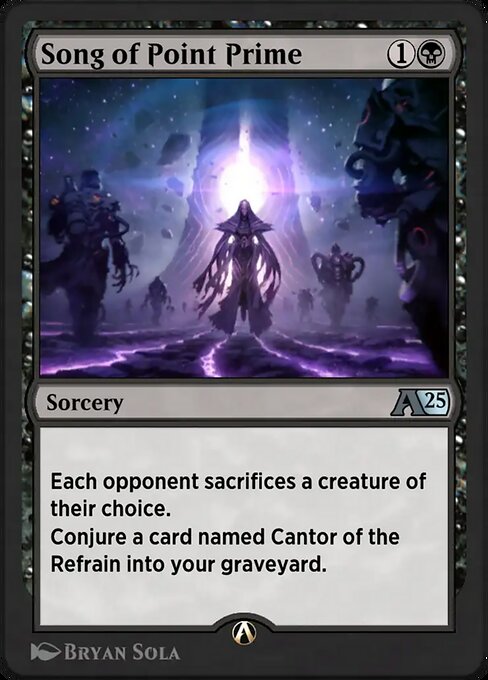 Song of Point Prime 1
Sorcery
A25
Each opponent sacrifices a creature of
their choice.
Conjure a card named Cantor of the
Refrain into your graveyard.
A
BRYAN SOLA